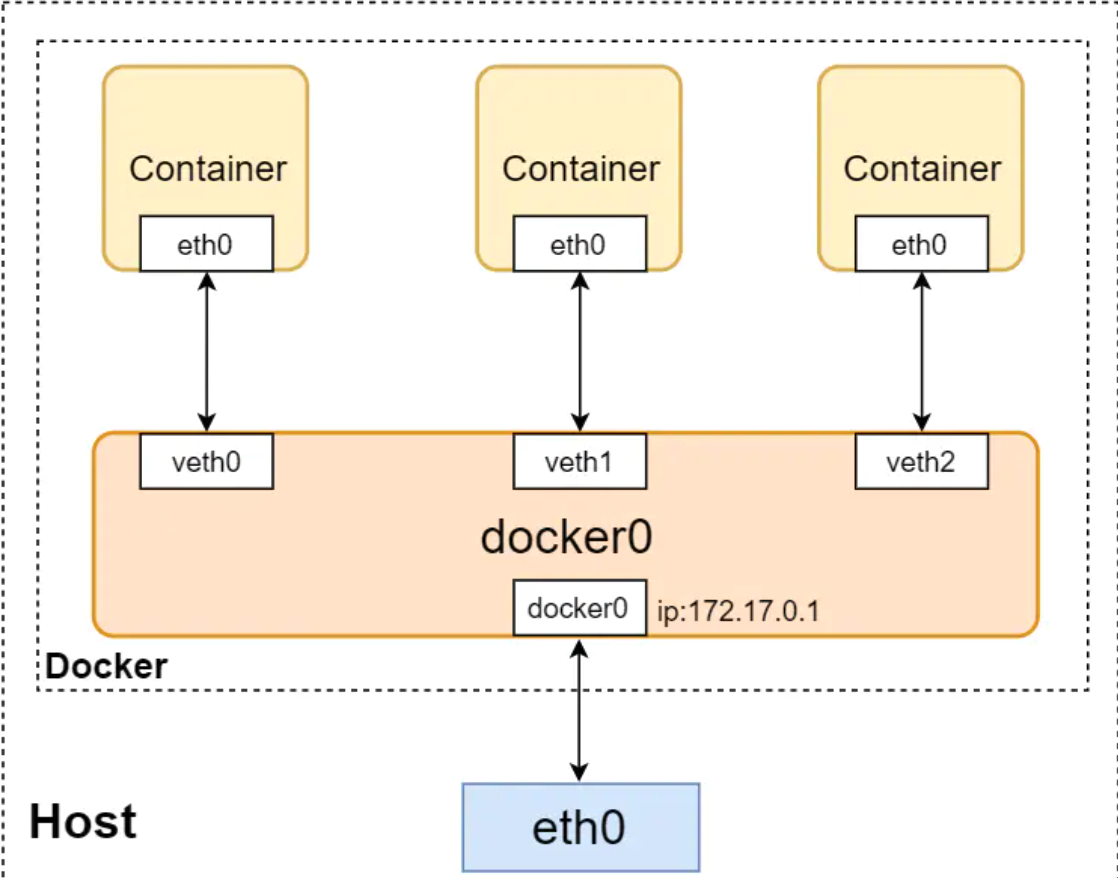 Container
Container
Container
eth0
eth0
eth0
veth0
veth1
veth2
docker0
docker0
ip:172.17.0.1
Docker
Host
eth0